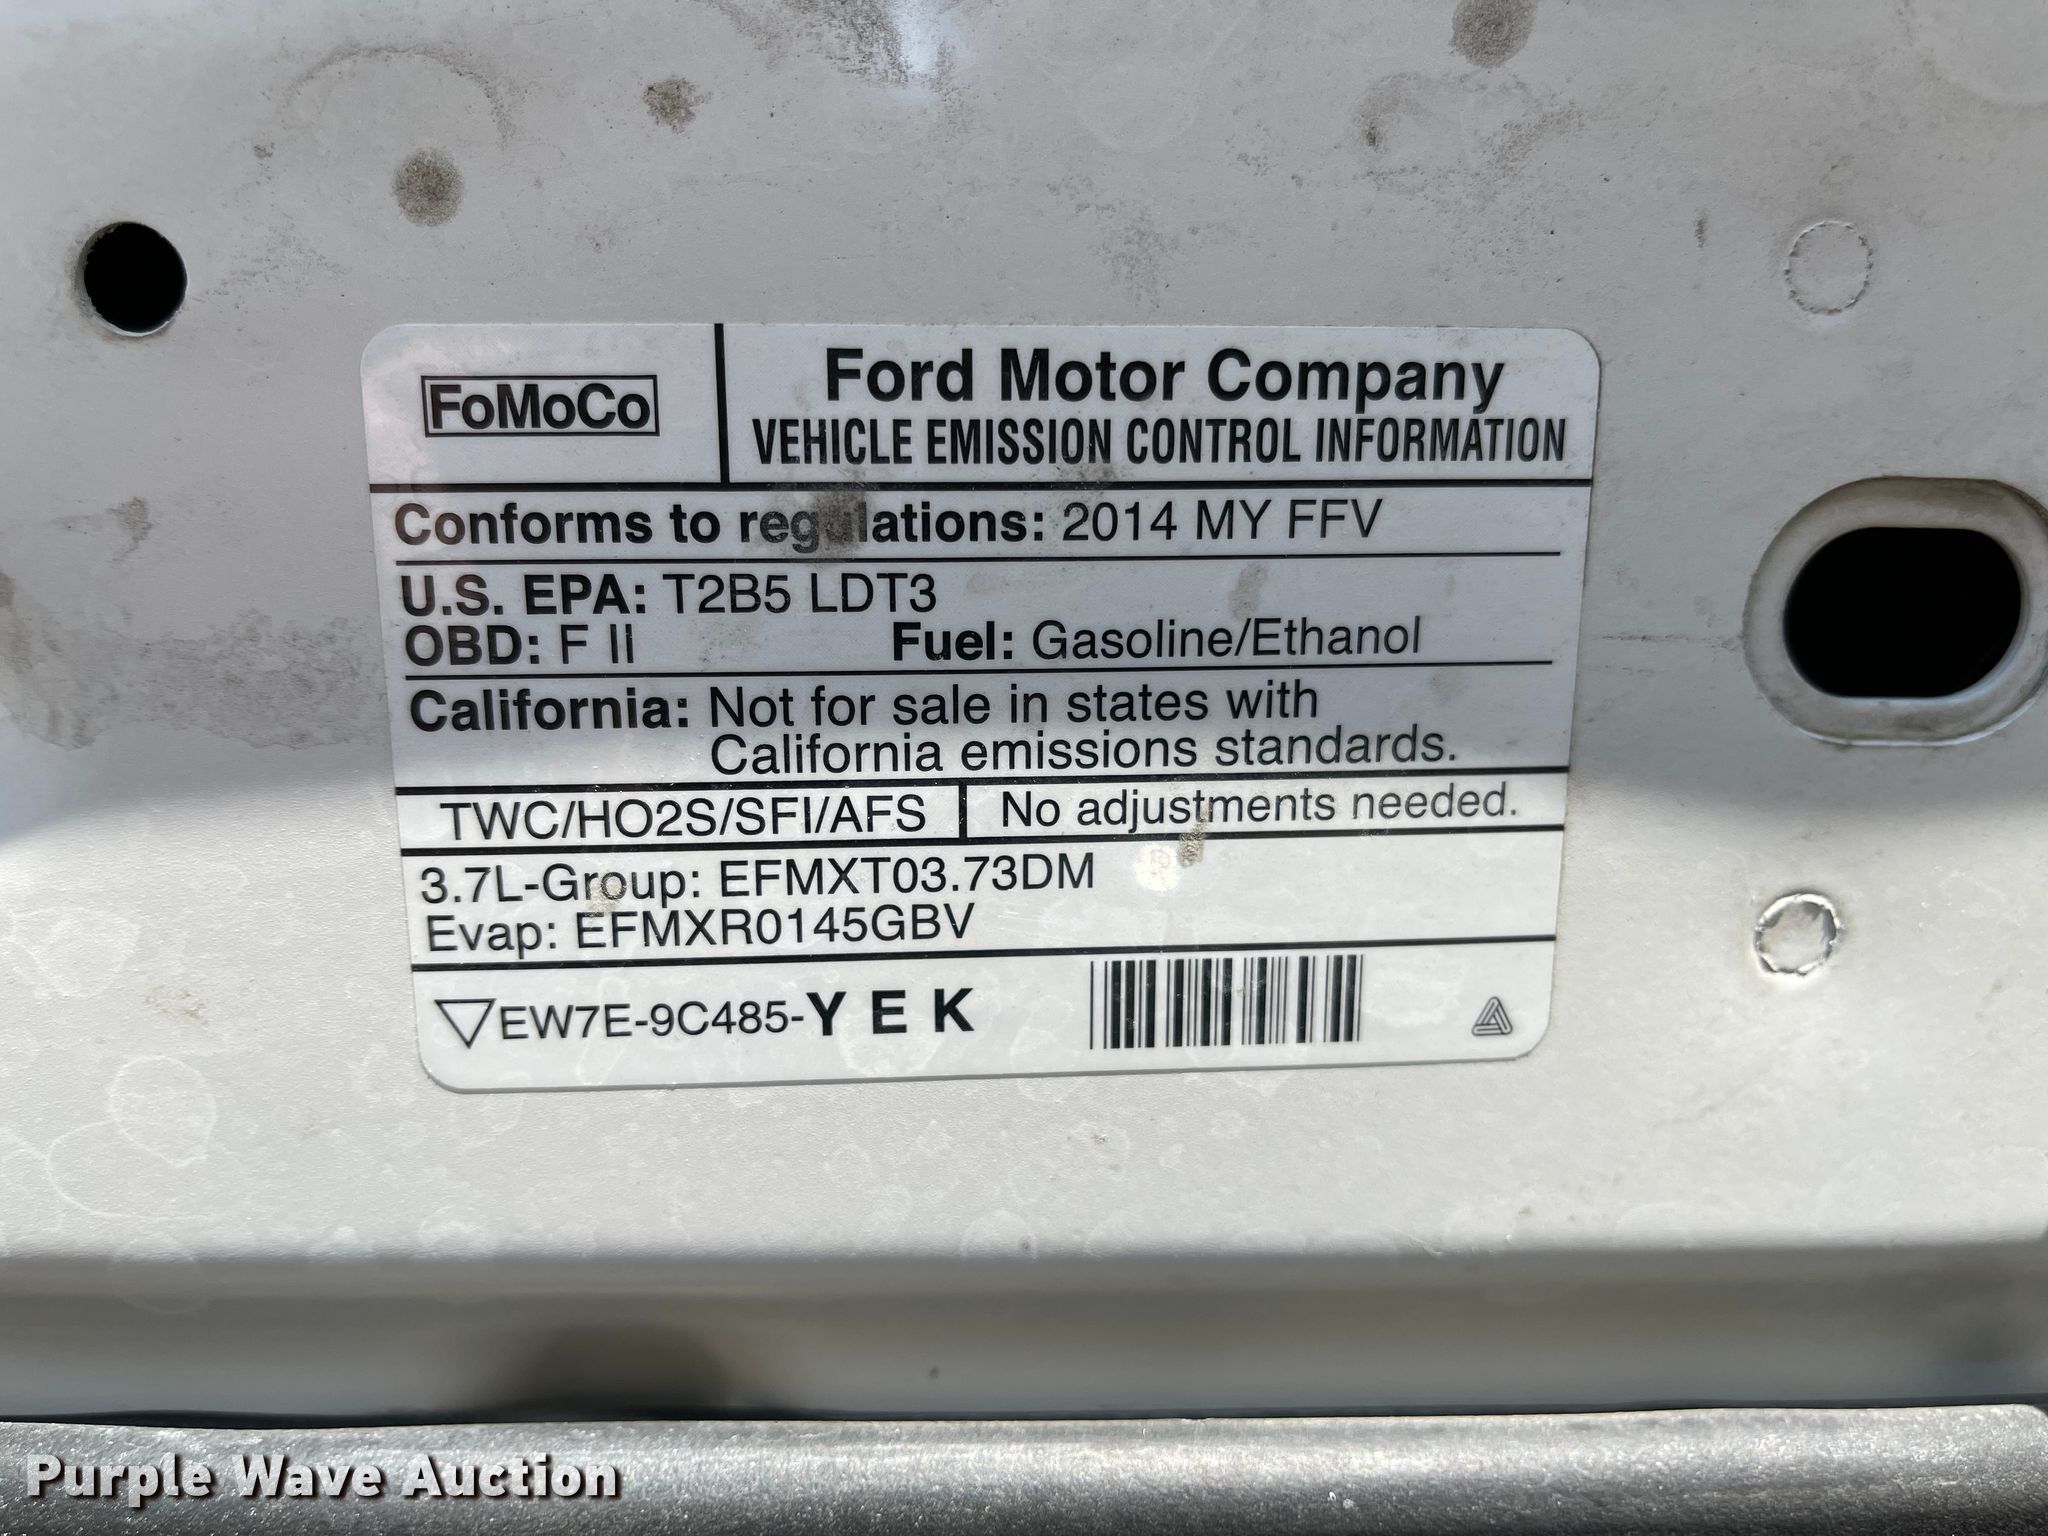 FoMoCo
Ford Motor Company
VEHICLE EMISSION CONTROL INFORMATION
Conforms to regulations: 2014 MY FFV
U.S. EPA: T2B5 LDT3
OBD: F II Fuel: Gasoline/Ethanol
California: Not for sale in states with
California emissions standards.
TWC/HO2S/SFI/AFS No adjustments needed.
3.7L-Group: EFMXT03.73DM
Evap: EFMXR0145GBV
EW7E-9C485-YEK
Purple Wave Auction